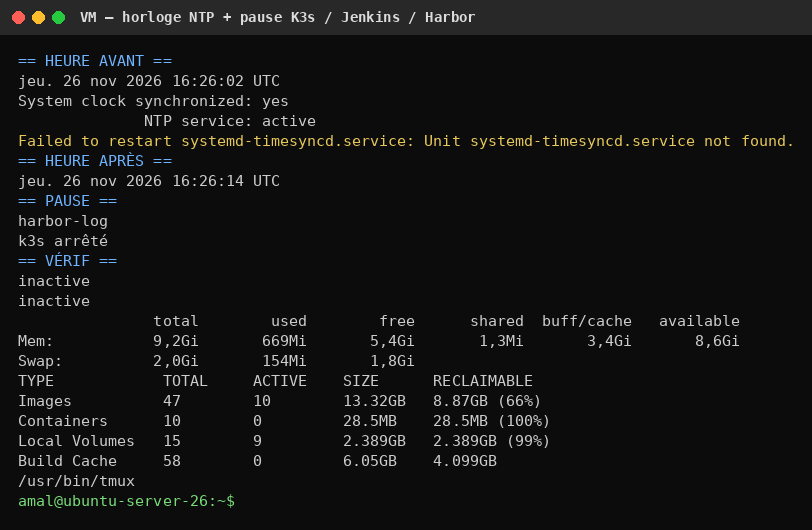 VM — horloge NTP + pause K3s / Jenkins / Harbor
== HEURE AVANT ==
jeu. 26 nov 2026 16:26:02 UTC
System clock synchronized: yes
              NTP service: active
Failed to restart systemd-timesyncd.service: Unit systemd-timesyncd.service not found.
== HEURE APRÈS ==
jeu. 26 nov 2026 16:26:14 UTC
== PAUSE ==
harbor-log
k3s arrêté
== VÉRIF ==
inactive
inactive
               total        used        free      shared  buff/cache   available
Mem:           9,2Gi       669Mi       5,4Gi       1,3Mi       3,4Gi       8,6Gi
Swap:          2,0Gi       154Mi       1,8Gi
TYPE            TOTAL     ACTIVE    SIZE      RECLAIMABLE
Images          47        10        13.32GB   8.87GB (66%)
Containers      10        0         28.5MB    28.5MB (100%)
Local Volumes   15        9         2.389GB   2.389GB (99%)
Build Cache     58        0         6.05GB    4.099GB
/usr/bin/tmux
amal@ubuntu-server-26:~$